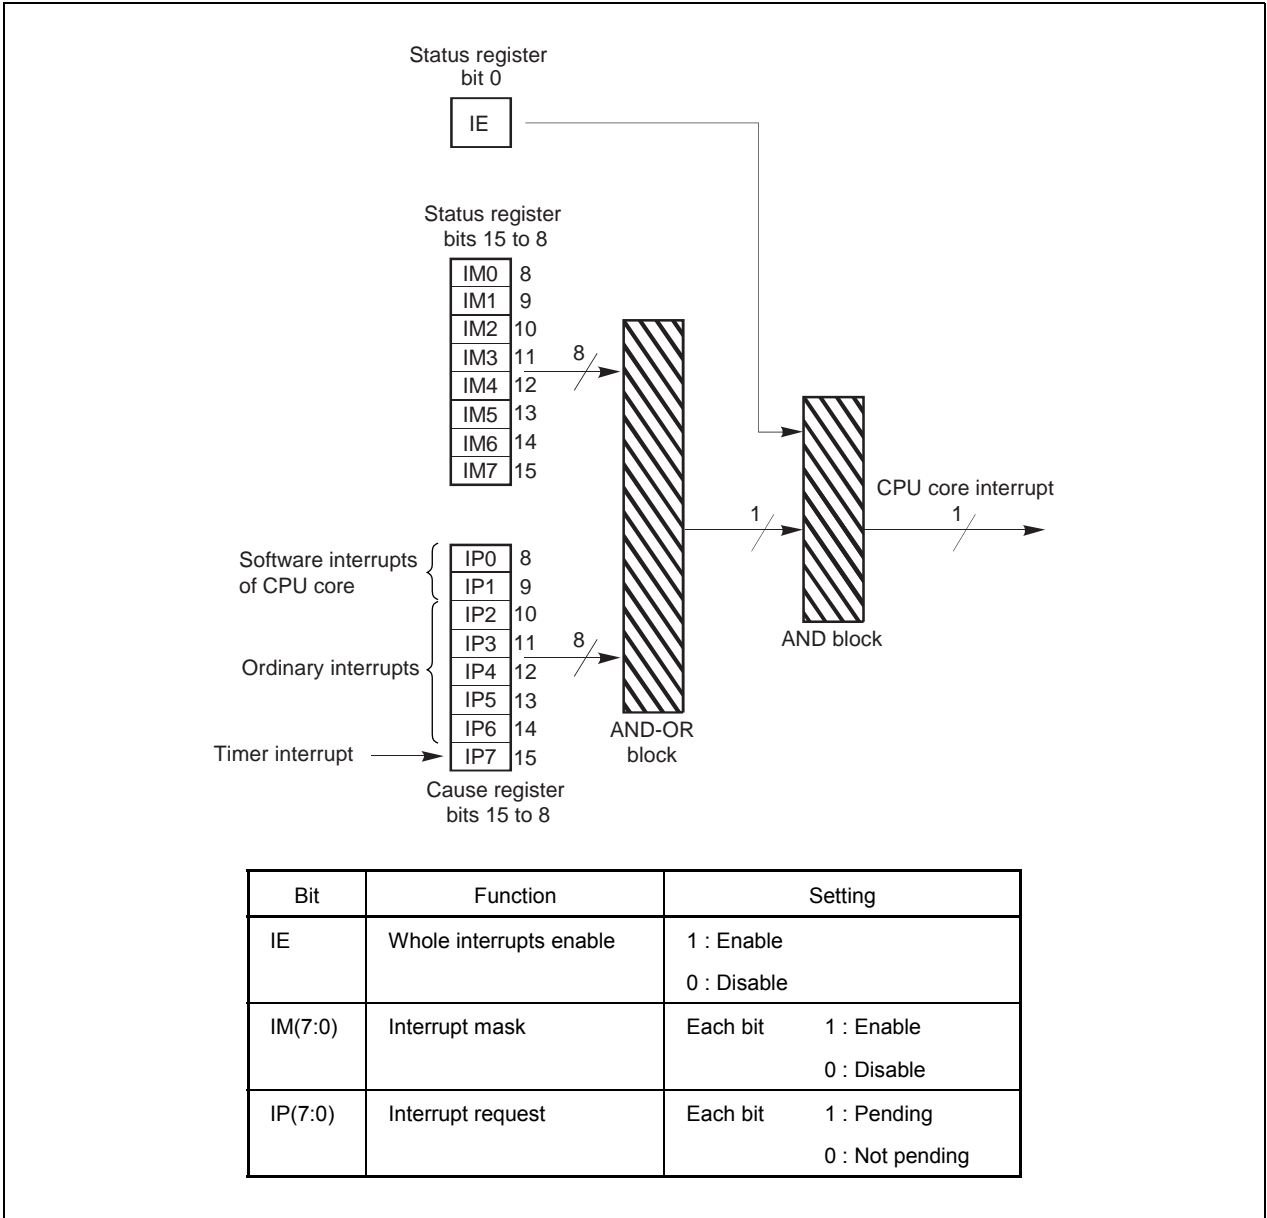 Status register
bit 0
IE
Status register
bits 15 to 8
IM0 8
IM1 9
IM2 10
IM3 11
IM4 12
IM5 13
IM6 14
IM7 15
8
1
CPU core interrupt
1
AND block
Software interrupts
of CPU core
Ordinary interrupts
Timer interrupt
IP0 8
IP1 9
IP2 10
IP3 11
IP4 12
IP5 13
IP6 14
IP7 15
8
AND-OR
block
Cause register
bits 15 to 8
Bit Function Setting
IE Whole interrupts enable 1 : Enable
0 : Disable
IM(7:0) Interrupt mask Each bit 1 : Enable
0 : Disable
IP(7:0) Interrupt request Each bit 1 : Pending
0 : Not pending